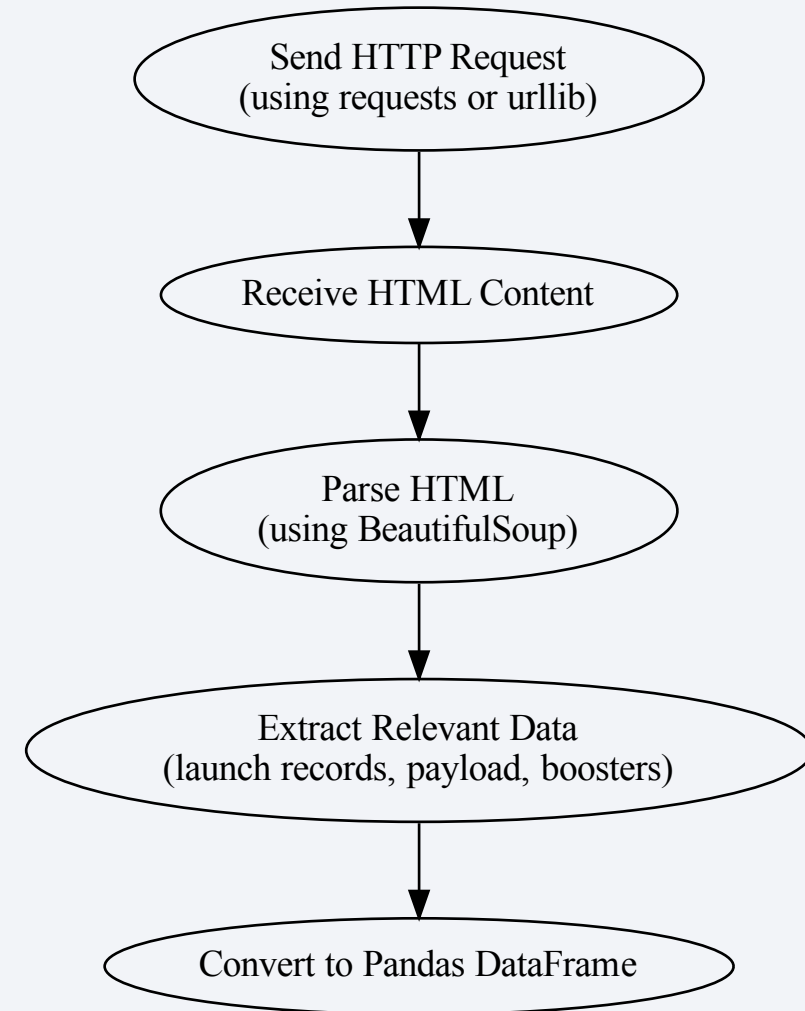 Send HTTP Request
(using requests or urllib)
Receive HTML Content
Parse HTML
(using BeautifulSoup)
Extract Relevant Data
(launch records, payload, boosters)
Convert to Pandas DataFrame